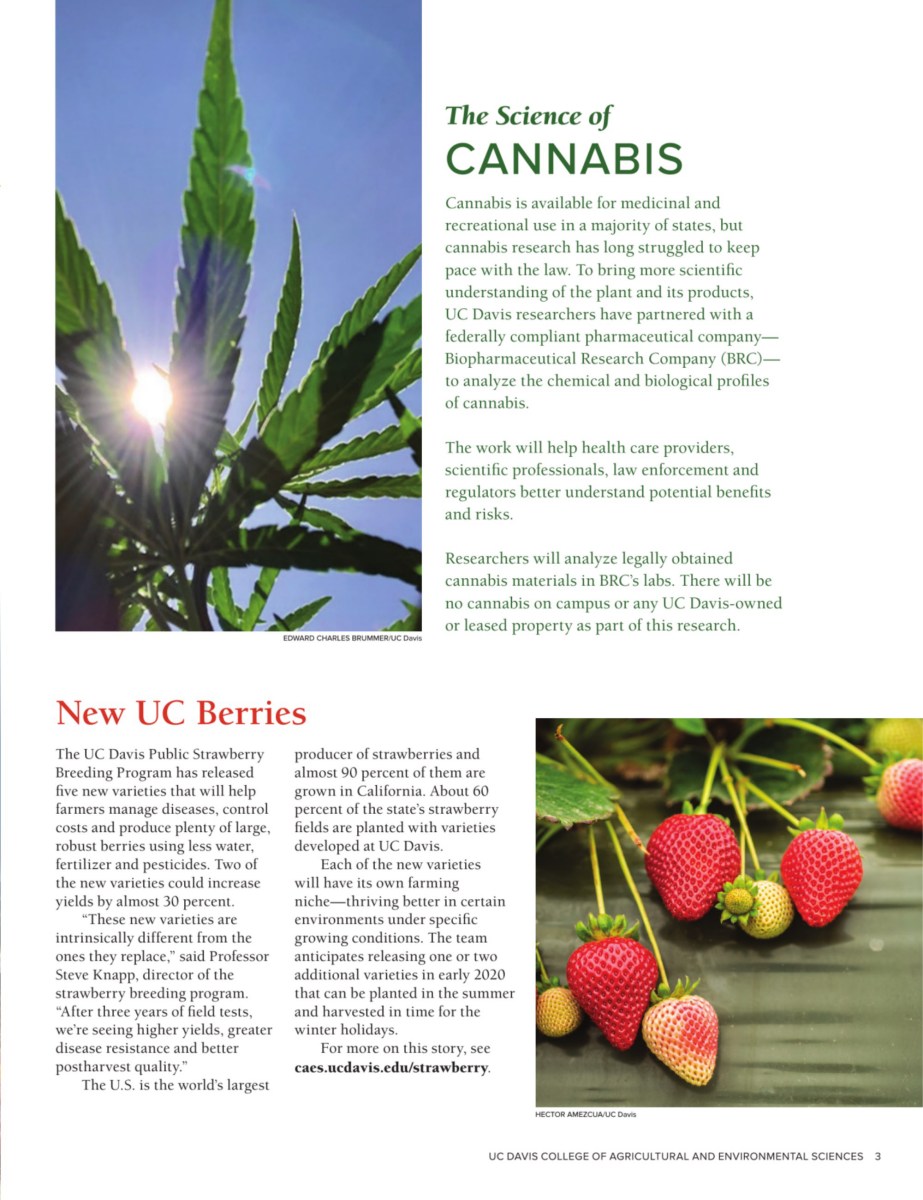 The Science of
CANNABIS
Cannabis is available for medicinal and
recreational use in a majority of states, but
cannabis research has long struggled to keep
pace with the law. To bring more scientific
understanding of the plant and its products,
UC Davis researchers have partnered with a
federally compliant pharmaceutical company—
Biopharmaceutical Research Company (BRC)—
to analyze the chemical and biological profiles
of cannabis.
The work will help health care providers,
scientific professionals, law enforcement and
regulators better understand potential benefits
and risks.
Researchers will analyze legally obtained
cannabis materials in BRC's labs. There will be
no cannabis on campus or any UC Davis-owned
or leased property as part of this research.
EDWARD CHARLES BRUMMER/UC Davis
New UC Berries
The UC Davis Public Strawberry
Breeding Program has released
five new varieties that will help
farmers manage diseases, control
costs and produce plenty of large,
robust berries using less water,
fertilizer and pesticides. Two of
the new varieties could increase
yields by almost 30 percent.
“These new varieties are
intrinsically different from the
ones they replace,” said Professor
Steve Knapp, director of the
strawberry breeding program.
“After three years of field tests,
we're seeing higher yields, greater
disease resistance and better
postharvest quality.”
The U.S. is the world's largest
producer of strawberries and
almost 90 percent of them are
grown in California. About 60
percent of the state's strawberry
fields are planted with varieties
developed at UC Davis.
Each of the new varieties
will have its own farming
niche—thriving better in certain
environments under specific
growing conditions. The team
anticipates releasing one or two
additional varieties in early 2020
that can be planted in the summer
and harvested in time for the
winter holidays.
For more on this story, see
caes.ucdavis.edu/strawberry.
HECTOR AMEZCUA/UC Davis
UC DAVIS COLLEGE OF AGRICULTURAL AND ENVIRONMENTAL SCIENCES 3